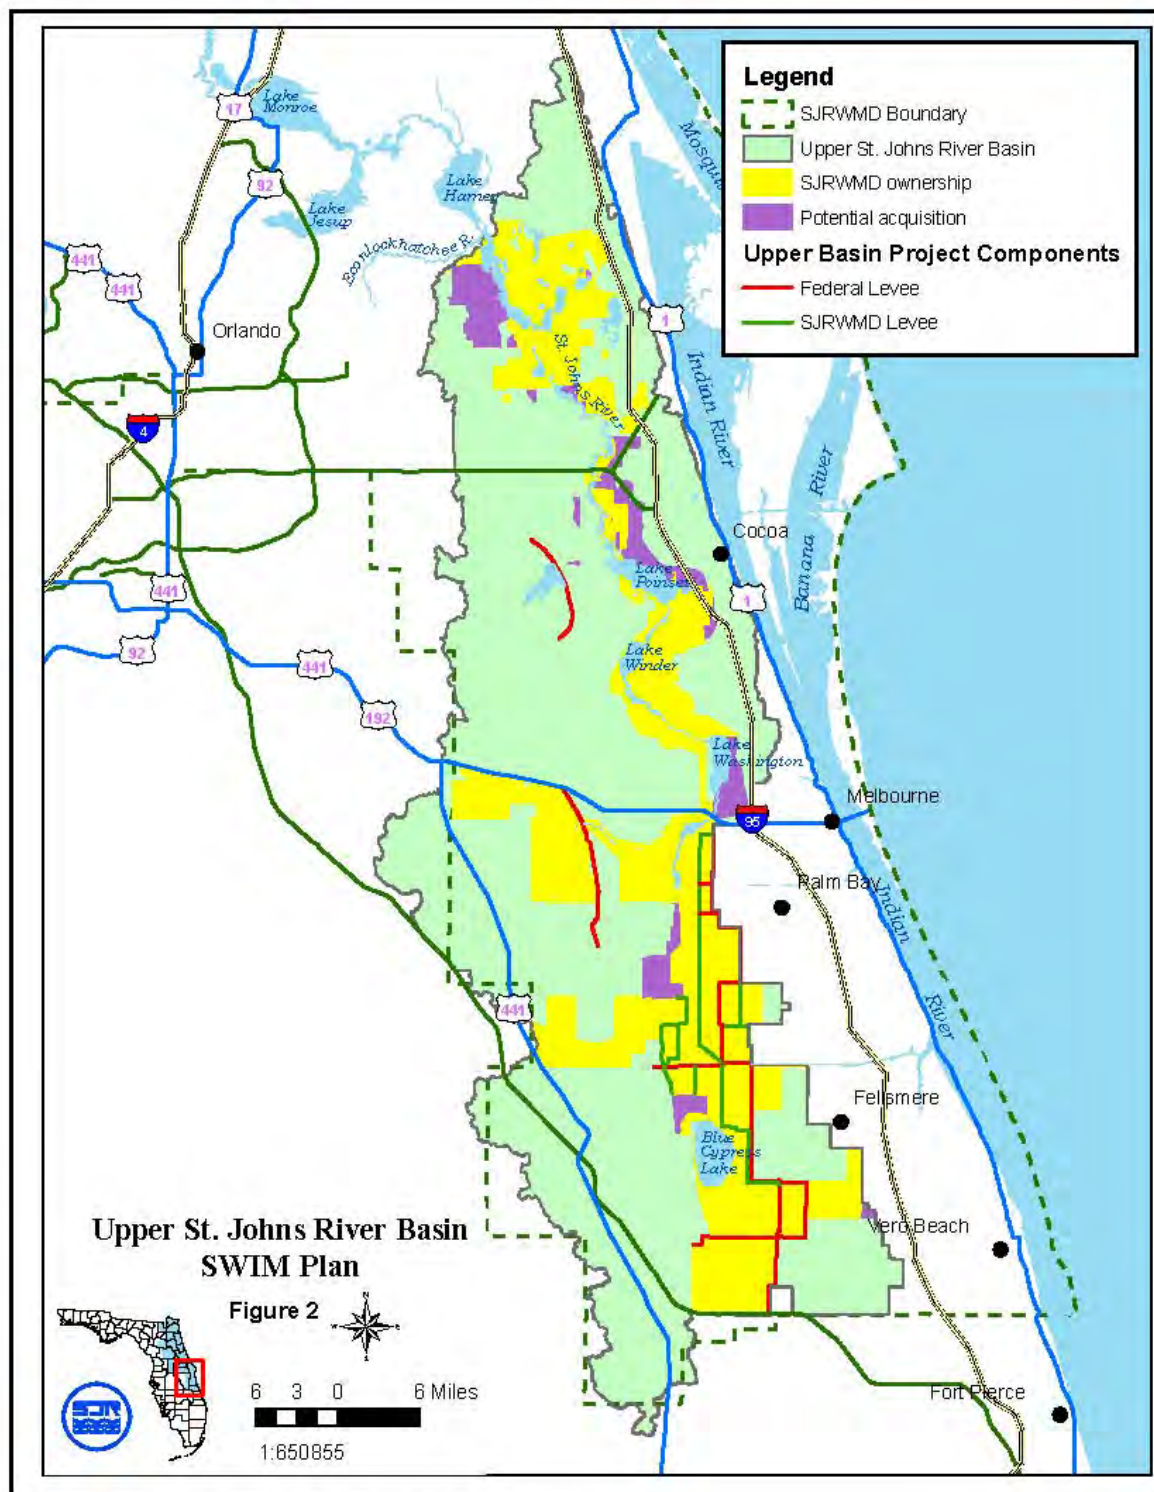 Legend
SJRWMD Boundary
Upper St. Johns River Basin
SJRWMD ownership
Potential acquisition
Upper Basin Project Components
Federal Levee
SJRWMD Levee
Lake
Monroe
17
92
Lake
Jesup
Lake
Harney
Econlockhatchee R.
Mosqui
441
441
Orlando
4
1
St. Johns River
Indian River
Banana River
Cocoa
Lake
Poinset
1
441
92
441
192
Lake
Winder
Lake
Washington
Melbourne
95
Palm Bay
Indian River
441
Fellsmere
Blue
Cypress
Lake
Vero Beach
Fort Pierce
Upper St. Johns River Basin
SWIM Plan
Figure 2
N
W E
S
SJR
6 3 0 6 Miles
1:650855